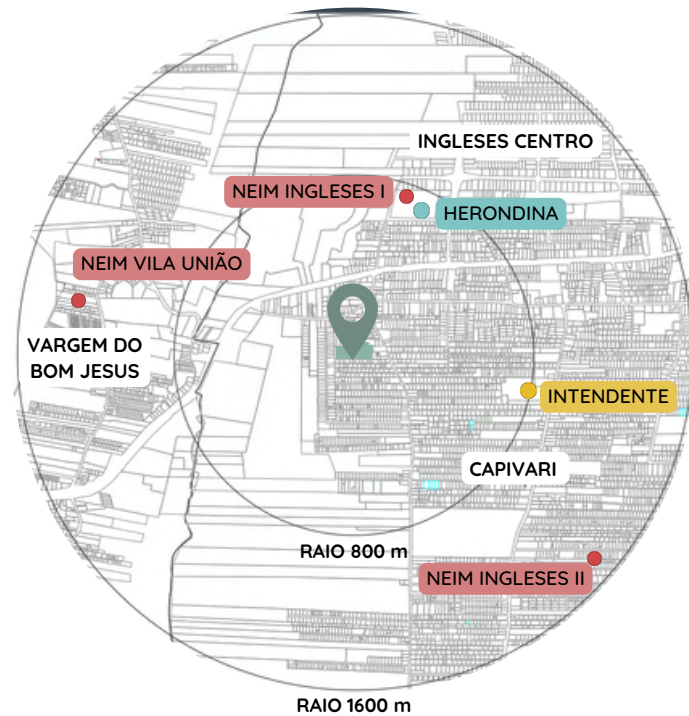 INGLESES CENTRO
NEIM INGLESES I
HERONDINA
NEIM VILA UNIÃO
VARGEM DO
BOM JESUS
INTENDENTE
CAPIVARI
RAIO 800 m
NEIM INGLESES II
RAIO 1600 m